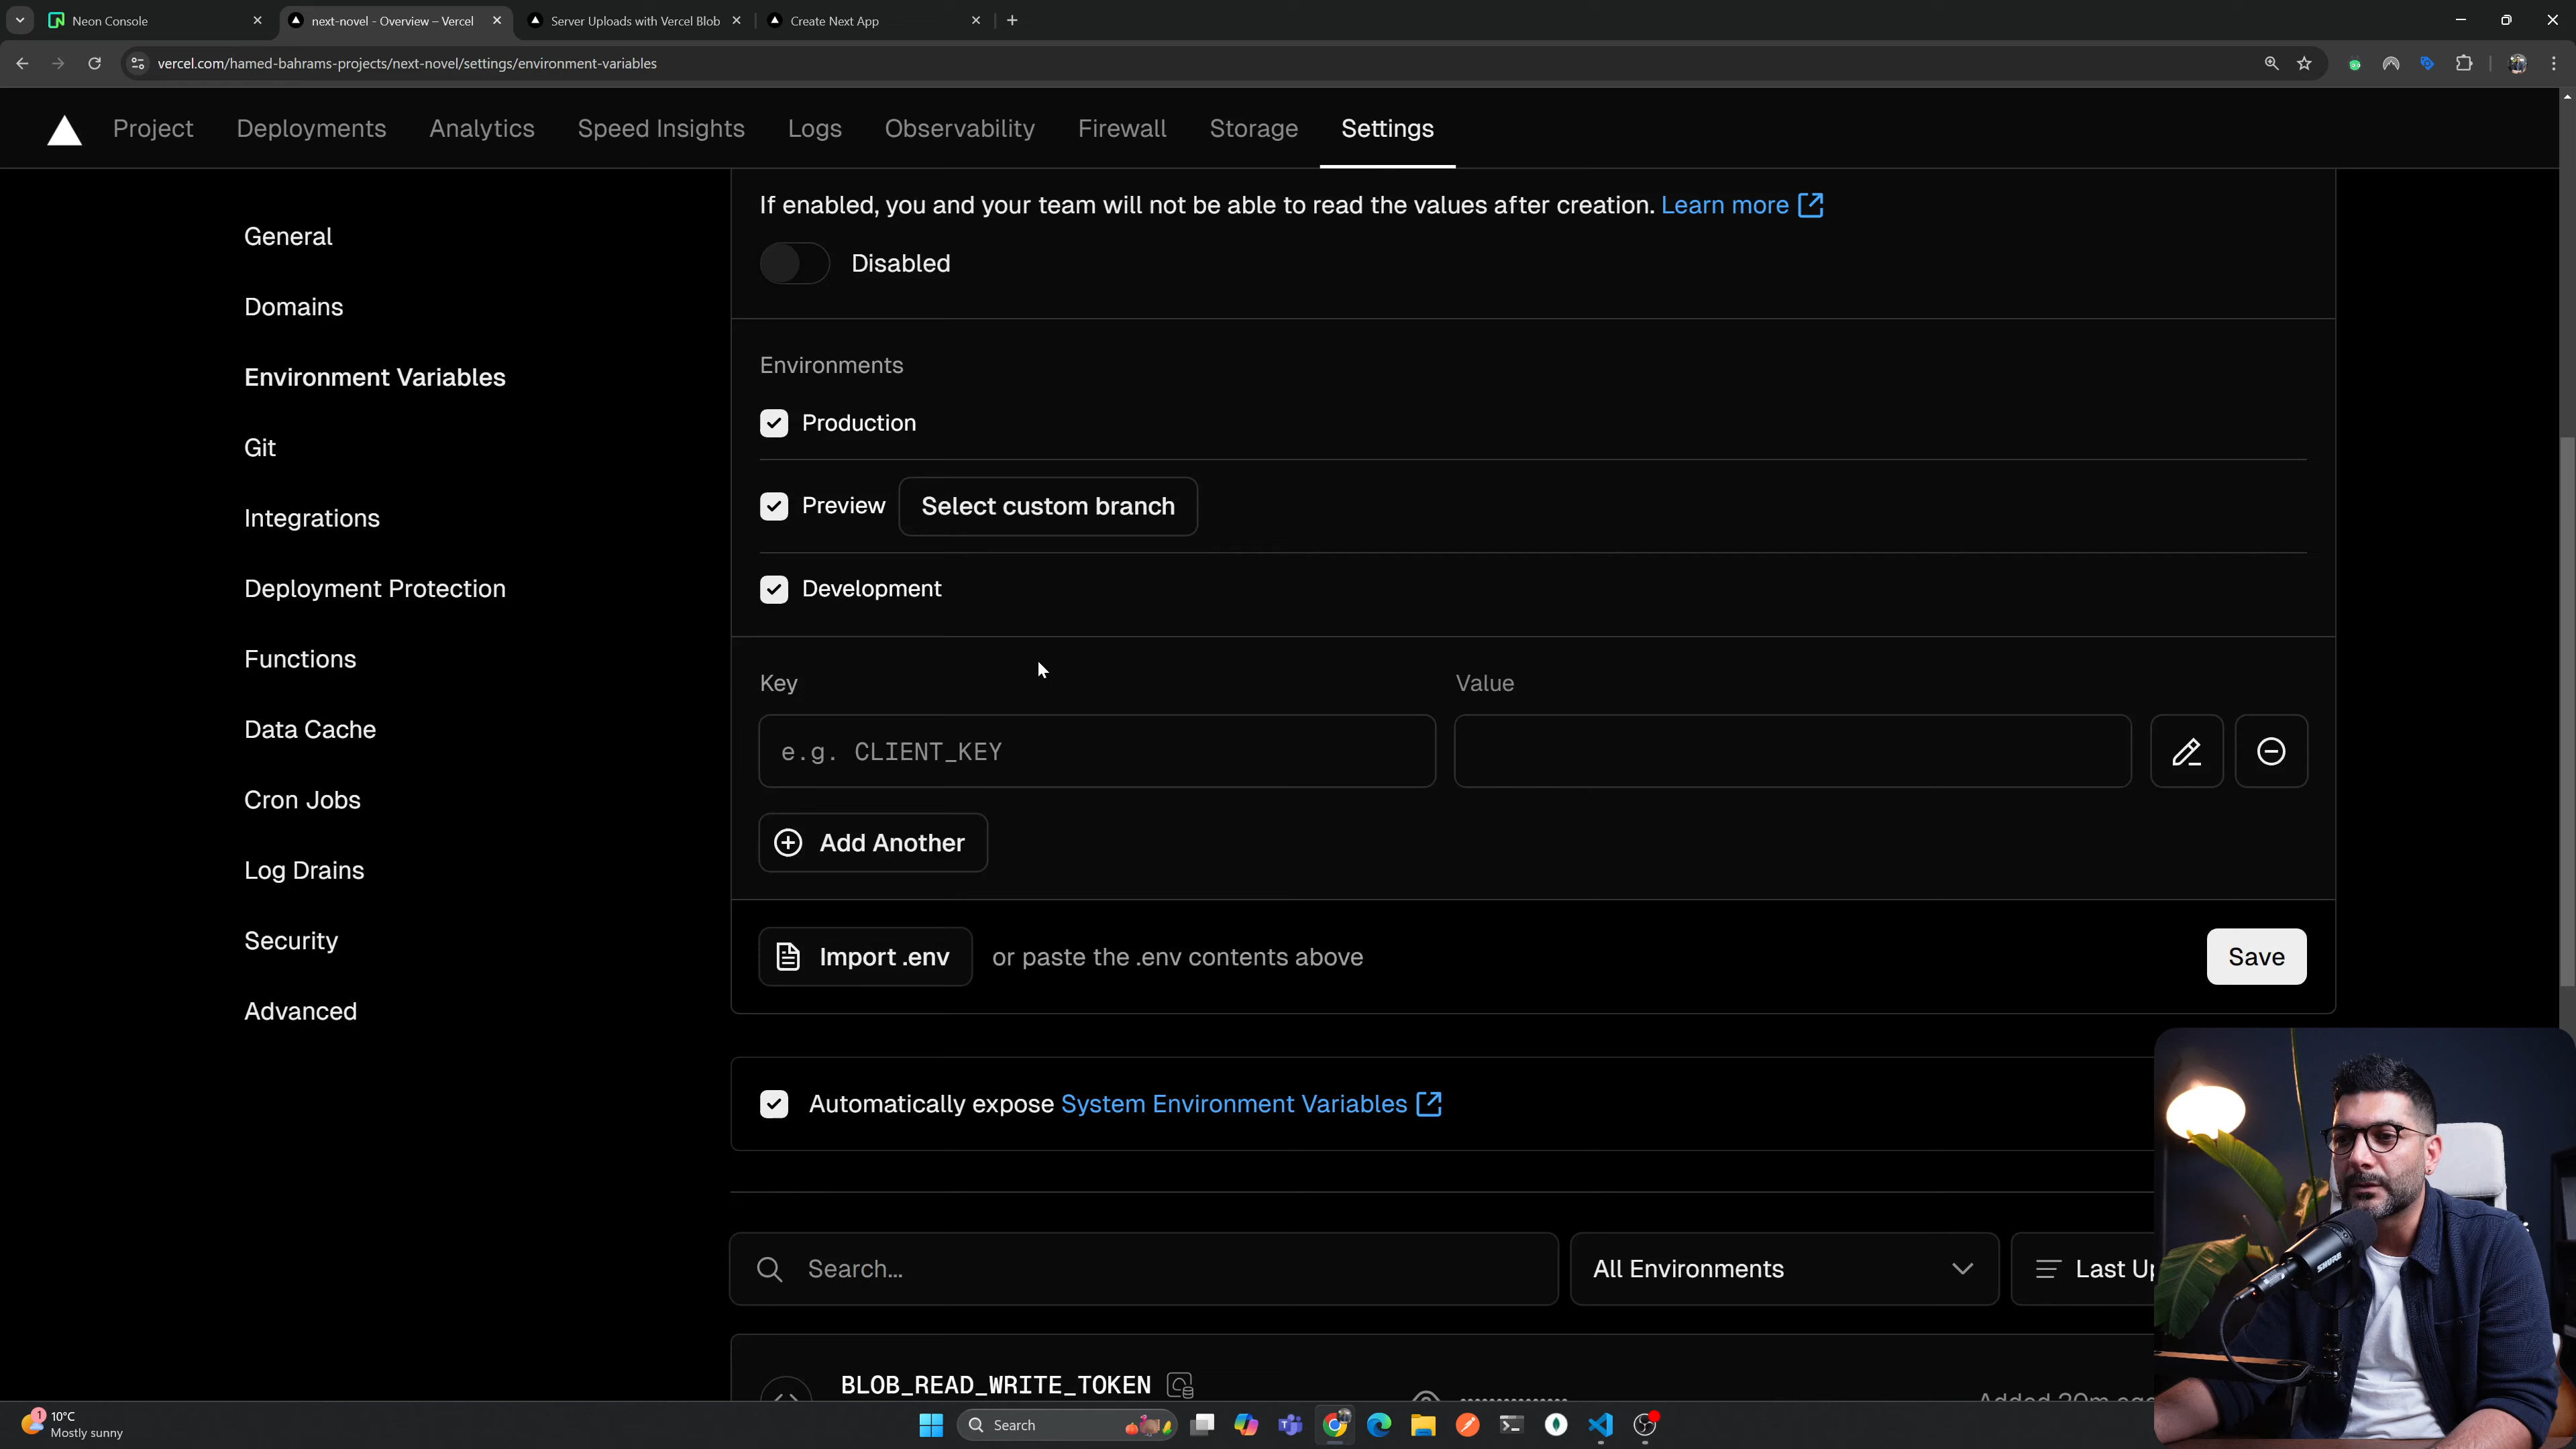 Neon Console
next-novel - Overview – Vercel
Server Uploads with Vercel Blob
Create Next App
vercel.com/hamed-bahrams-projects/next-novel/settings/environment-variables
Project
Deployments
Analytics
Speed Insights
Logs
Observability
Firewall
Storage
Settings
General
Domains
Environment Variables
Git
Integrations
Deployment Protection
Functions
Data Cache
Cron Jobs
Log Drains
Security
Advanced
If enabled, you and your team will not be able to read the values after creation. Learn more
Disabled
Environments
Production
Preview
Select custom branch
Development
Key
Value
e.g. CLIENT_KEY
Add Another
Import .env
or paste the .env contents above
Save
Automatically expose System Environment Variables
Search...
All Environments
Last Up
BLOB_READ_WRITE_TOKEN
SHURE
1
10°C
Mostly sunny
Search